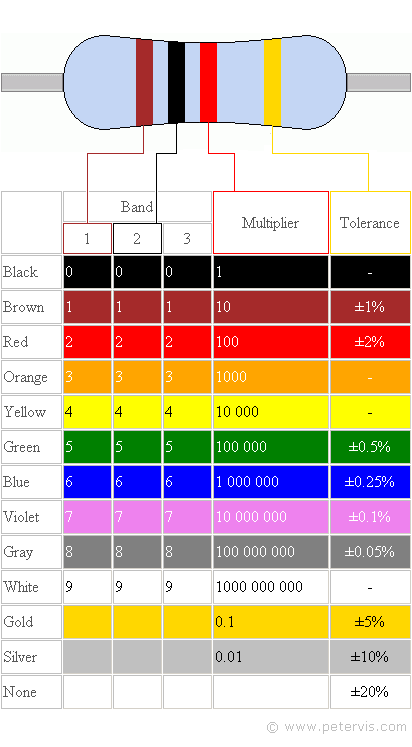 Band
Multiplier
Tolerance
1 2 3
Black 0 0 0 1 -
Brown 1 1 1 10 ±1%
Red 2 2 2 100 ±2%
Orange 3 3 3 1000 -
Yellow 4 4 4 10 000 -
Green 5 5 5 100 000 ±0.5%
Blue 6 6 6 1 000 000 ±0.25%
Violet 7 7 7 10 000 000 ±0.1%
Gray 8 8 8 100 000 000 ±0.05%
White 9 9 9 1000 000 000 -
Gold 0.1 ±5%
Silver 0.01 ±10%
None ±20%
© www.petervis.com